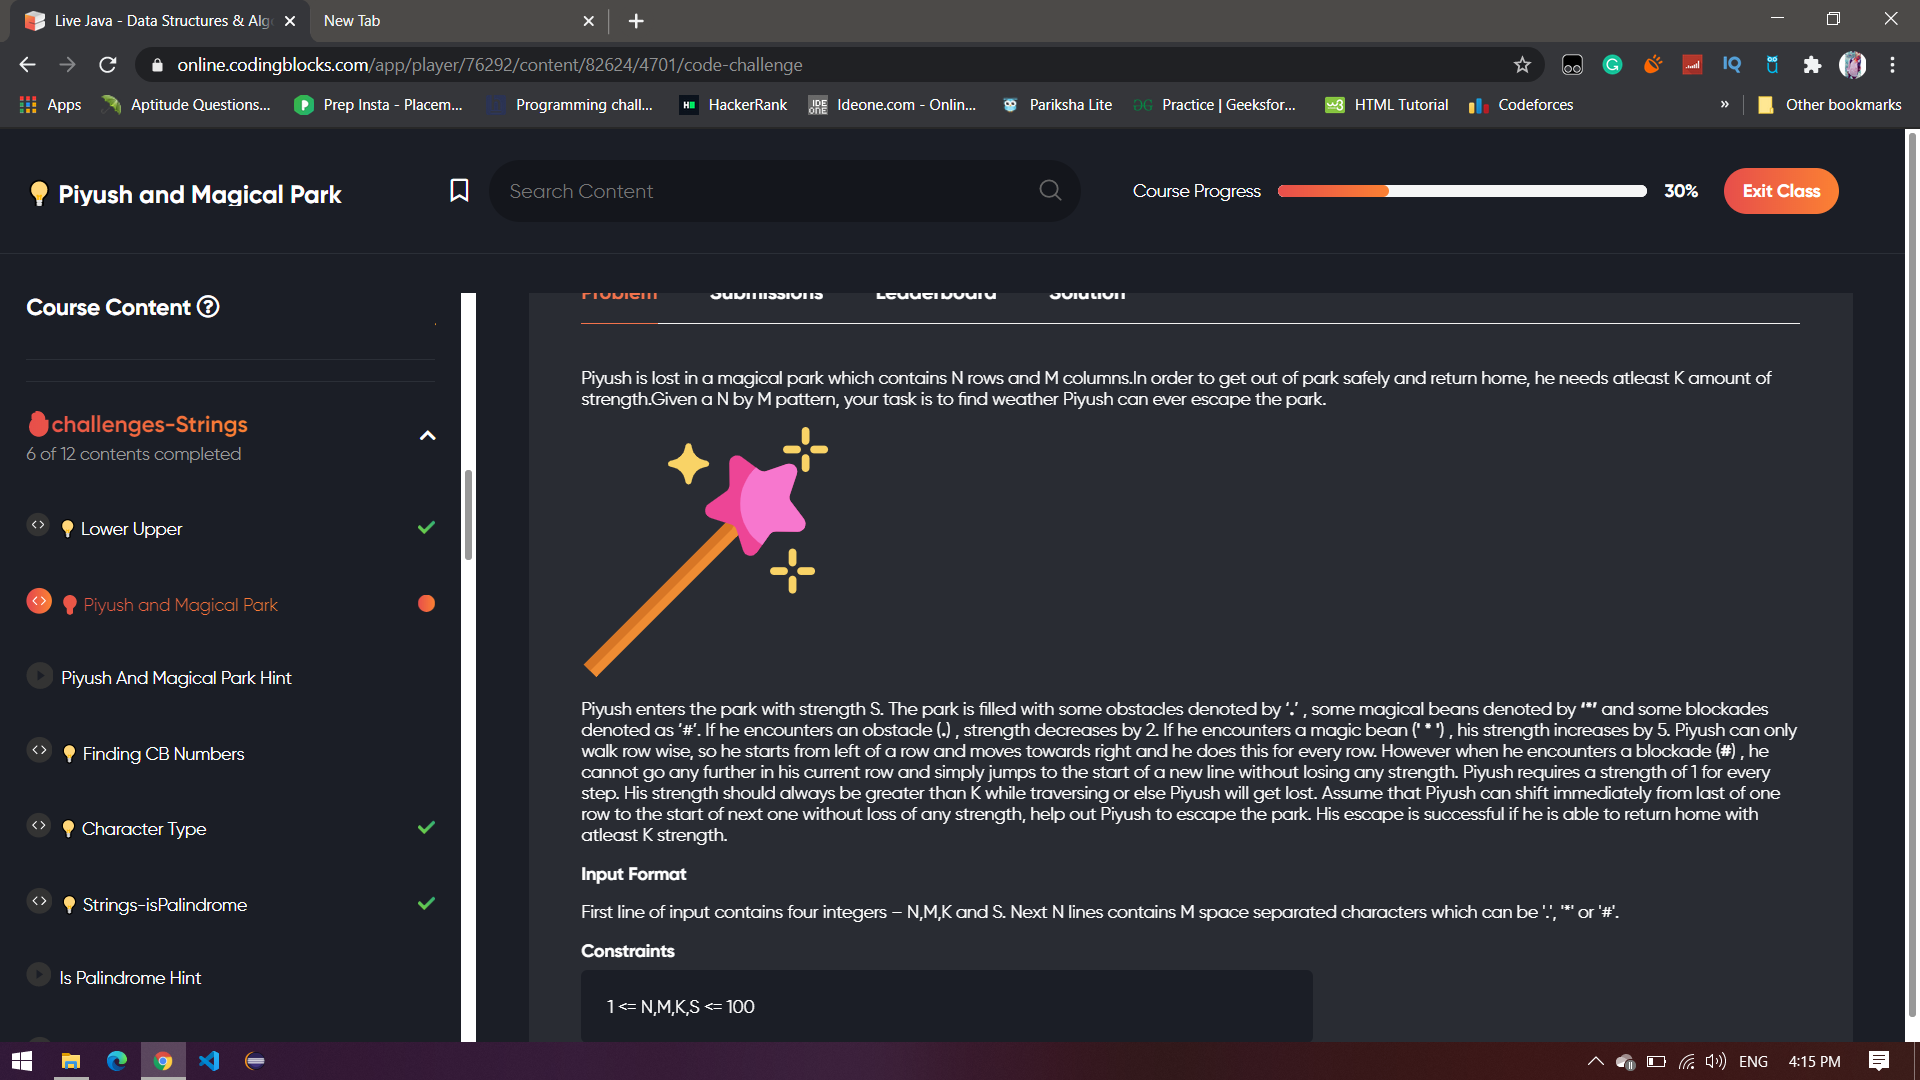 Live Java - Data Structures & Alg
New Tab
online.codingblocks.com/app/player/76292/content/82624/4701/code-challenge
Apps
Aptitude Questions...
Prep Insta - Placem...
Programming chall...
HackerRank
Ideone.com - Onlin...
Pariksha Lite
Practice | Geeksfor...
HTML Tutorial
Codeforces
»
Other bookmarks
Piyush and Magical Park
Search Content
Course Progress
30%
Exit Class
Course Content
Problem
Submissions
Leaderboard
Solution
challenges-Strings
6 of 12 contents completed
Lower Upper
Piyush and Magical Park
Piyush And Magical Park Hint
Finding CB Numbers
Character Type
Strings-isPalindrome
Is Palindrome Hint
Piyush is lost in a magical park which contains N rows and M columns.In order to get out of park safely and return home, he needs atleast K amount of
strength.Given a N by M pattern, your task is to find weather Piyush can ever escape the park.
Piyush enters the park with strength S. The park is filled with some obstacles denoted by ‘.’ , some magical beans denoted by ‘*’ and some blockades
denoted as ‘#’. If he encounters an obstacle (.) , strength decreases by 2. If he encounters a magic bean (' * ') , his strength increases by 5. Piyush can only
walk row wise, so he starts from left of a row and moves towards right and he does this for every row. However when he encounters a blockade (#) , he
cannot go any further in his current row and simply jumps to the start of a new line without losing any strength. Piyush requires a strength of 1 for every
step. His strength should always be greater than K while traversing or else Piyush will get lost. Assume that Piyush can shift immediately from last of one
row to the start of next one without loss of any strength, help out Piyush to escape the park. His escape is successful if he is able to return home with
atleast K strength.
Input Format
First line of input contains four integers – N,M,K and S. Next N lines contains M space separated characters which can be '.', '*' or '#'.
Constraints
1 <= N,M,K,S <= 100
ENG
4:15 PM